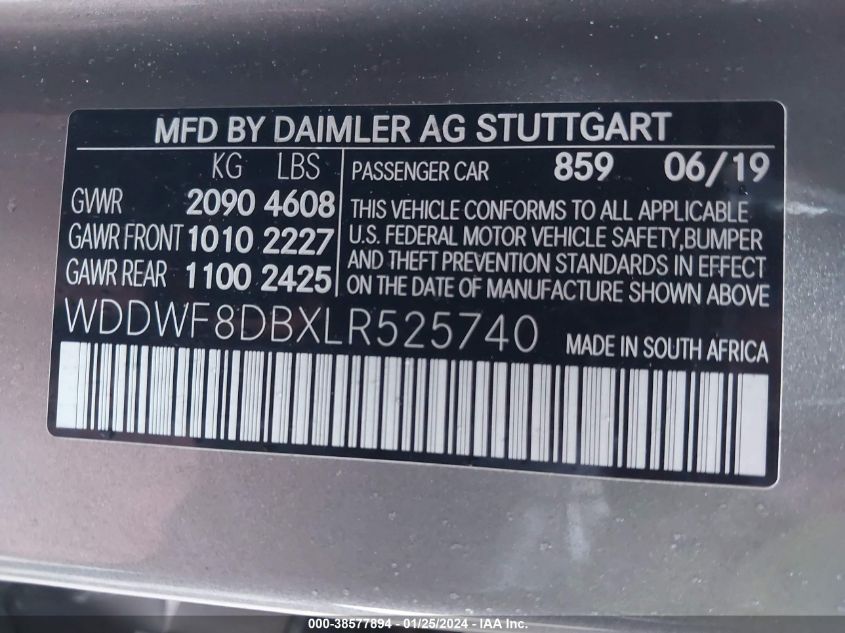 MFD BY DAIMLER AG STUTTGART
KG LBS
GVWR 2090 4608
GAWR FRONT 1010 2227
GAWR REAR 1100 2425
PASSENGER CAR 859 06/19
THIS VEHICLE CONFORMS TO ALL APPLICABLE
U.S. FEDERAL MOTOR VEHICLE SAFETY,BUMPER
AND THEFT PREVENTION STANDARDS IN EFFECT
ON THE DATE OF MANUFACTURE SHOWN ABOVE
WDDWF8DBXLR525740
MADE IN SOUTH AFRICA
000-38577894 - 01/25/2024 - IAA Inc.